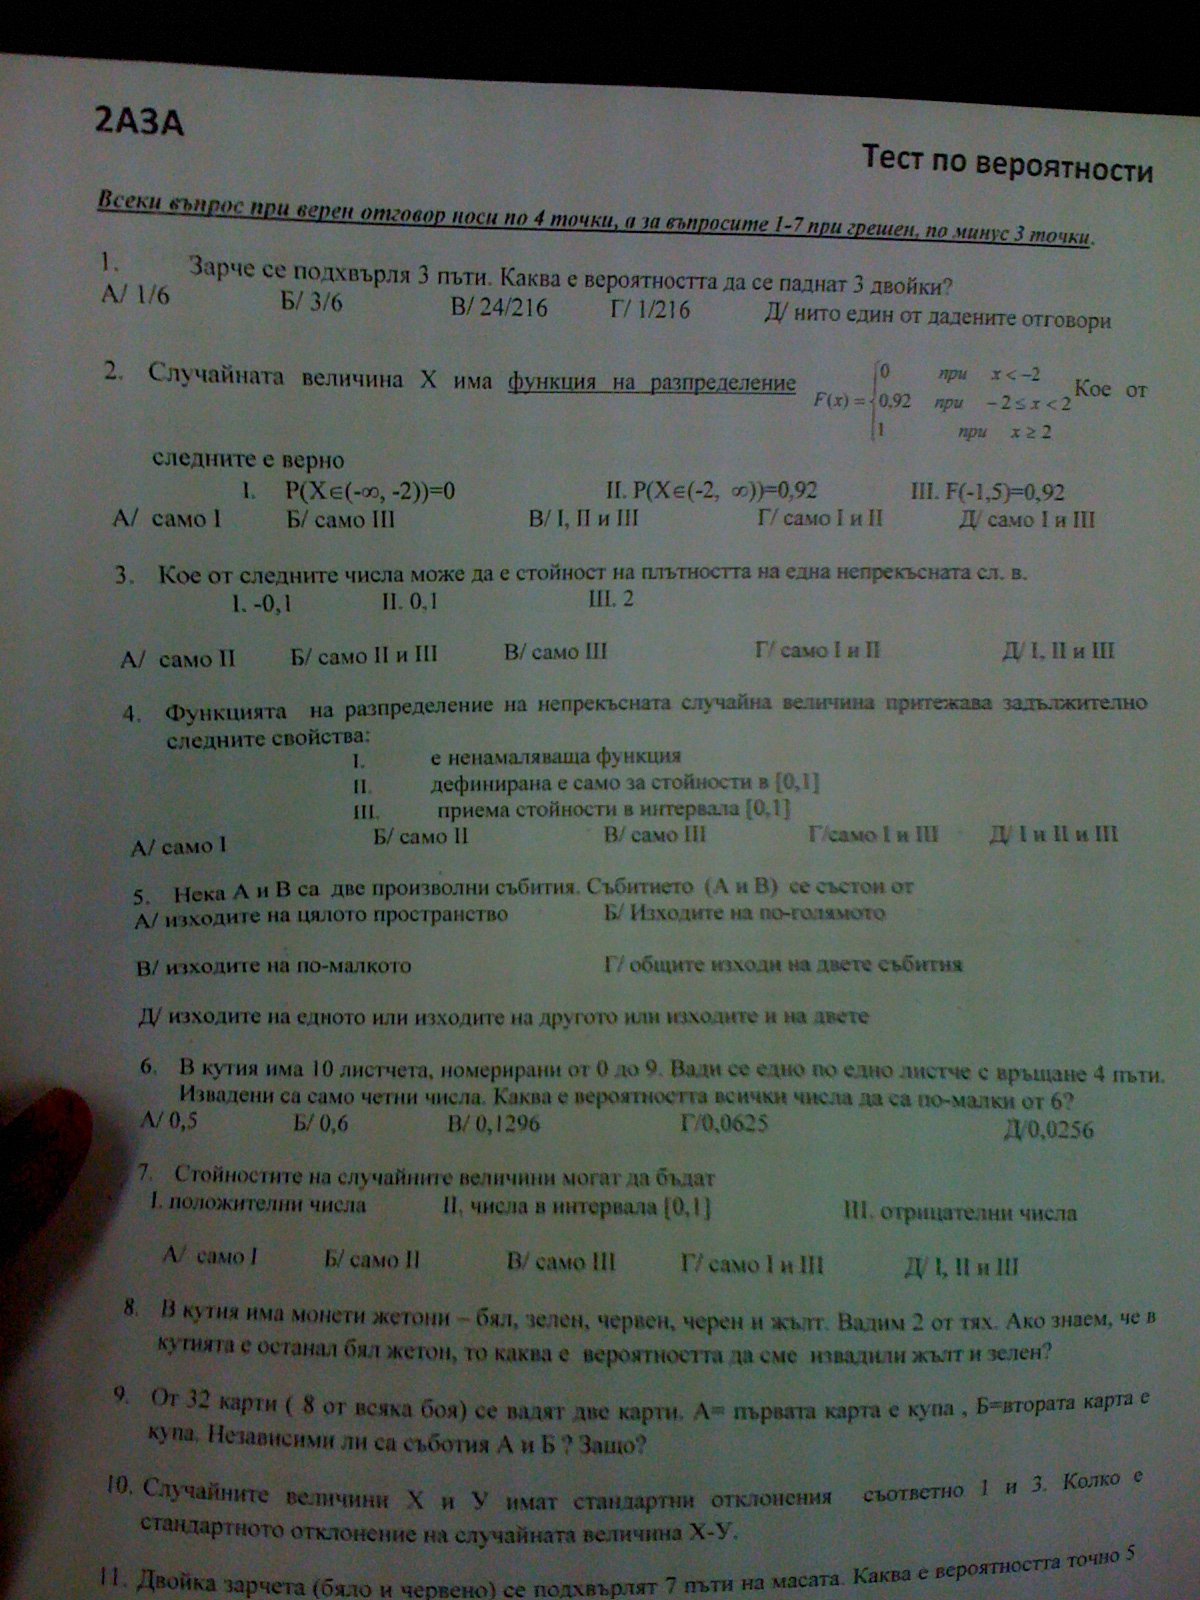 2А3А
Тест по вероятности
Всеки въпрос при верен отговор носи по 4 точки, а за въпросите 1-7 при грешен, по минус 3 точки.
1. Зарче се подхвърля 3 пъти. Каква е вероятността да се паднат 3 двойки?
А/ 1/6 Б/ 3/6 В/ 24/216 Г/ 1/216 Д/ нито един от дадените отговори
2. Случайната величина X има функция на разпределение F(x) = { 0 при x < -2
0,92 при -2 ≤ x < 2 Кое от
1 при x ≥ 2
следните е верно
I. P(X∈(-∞, -2))=0 II. P(X∈(-2, ∞))=0,92 III. F(-1,5)=0,92
А/ само I Б/ само III В/ I, II и III Г/ само I и II Д/ само I и III
3. Кое от следните числа може да е стойност на плътността на една непрекъсната сл. в.
I. -0,1 II. 0,1 III. 2
А/ само II Б/ само II и III В/ само III Г/ само I и II Д/ I, II и III
4. Функцията на разпределение на непрекъсната случайна величина притежава задължително
следните свойства:
I. е ненамаляваща функция
II. дефинирана е само за стойности в [0,1]
III. приема стойности в интервала [0,1]
А/ само I Б/ само II В/ само III Г/само I и III Д/ I и II и III
5. Нека А и В са две произволни събития. Събитието (А и В) се състои от
А/ изходите на цялото пространство Б/ Изходите на по-голямото
В/ изходите на по-малкото Г/ общите изходи на двете събития
Д/ изходите на едното или изходите на другото или изходите и на двете
6. В кутия има 10 листчета, номерирани от 0 до 9. Вади се едно по едно листче с връщане 4 пъти.
Извадени са само четни числа. Каква е вероятността всички числа да са по-малки от 6?
А/ 0,5 Б/ 0,6 В/ 0,1296 Г/0,0625 Д/0,0256
7. Стойностите на случайните величини могат да бъдат
I. положителни числа II. числа в интервала [0,1] III. отрицателни числа
А/ само I Б/ само II В/ само III Г/ само I и III Д/ I, II и III
8. В кутия има монети жетони – бял, зелен, червен, черен и жълт. Вадим 2 от тях. Ако знаем, че в
кутията е останал бял жетон, то каква е вероятността да сме извадили жълт и зелен?
9. От 32 карти ( 8 от всяка боя) се вадят две карти. А= първата карта е купа , Б=втората карта е
купа. Независими ли са съботия А и Б ? Защо?
10. Случайните величини Х и У имат стандартни отклонения съответно 1 и 3. Колко е
стандартното отклонение на случайната величина Х-У.
11. Двойка зарчета (бяло и червено) се подхвърлят 7 пъти на масата. Каква е вероятността точно 5